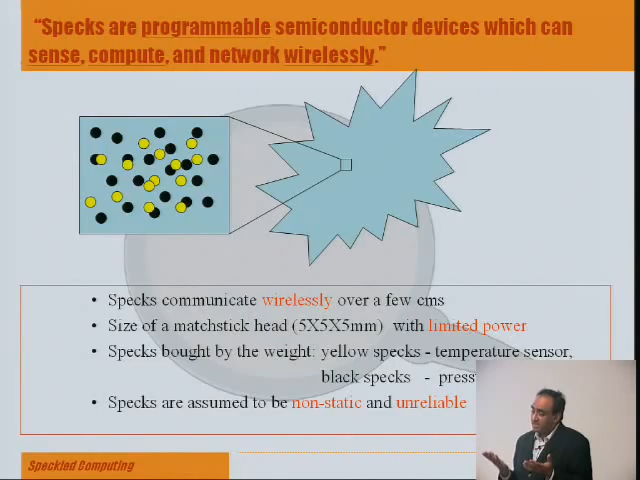 “Specks are programmable semiconductor devices which can
sense, compute, and network wirelessly.”
• Specks communicate wirelessly over a few cms
• Size of a matchstick head (5X5X5mm) with limited power
• Specks bought by the weight: yellow specks - temperature sensor,
black specks - press
• Specks are assumed to be non-static and unreliable
Speckled Computing